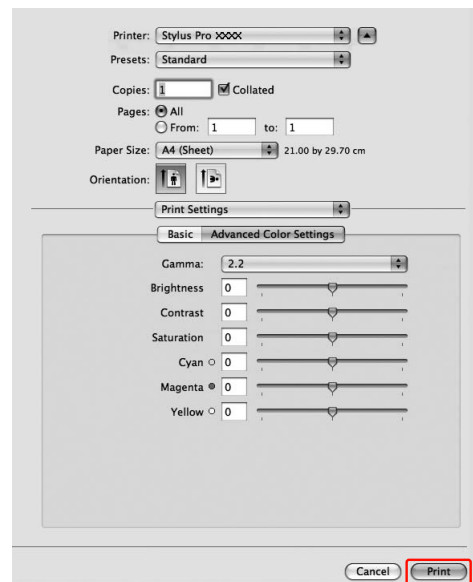 Printer: Stylus Pro XXXX
Presets: Standard
Copies: 1 Collated
Pages: All
From: 1 to: 1
Paper Size: A4 (Sheet) 21.00 by 29.70 cm
Orientation:
Print Settings
Basic Advanced Color Settings
Gamma: 2.2
Brightness 0
Contrast 0
Saturation 0
Cyan 0
Magenta 0
Yellow 0
Cancel Print